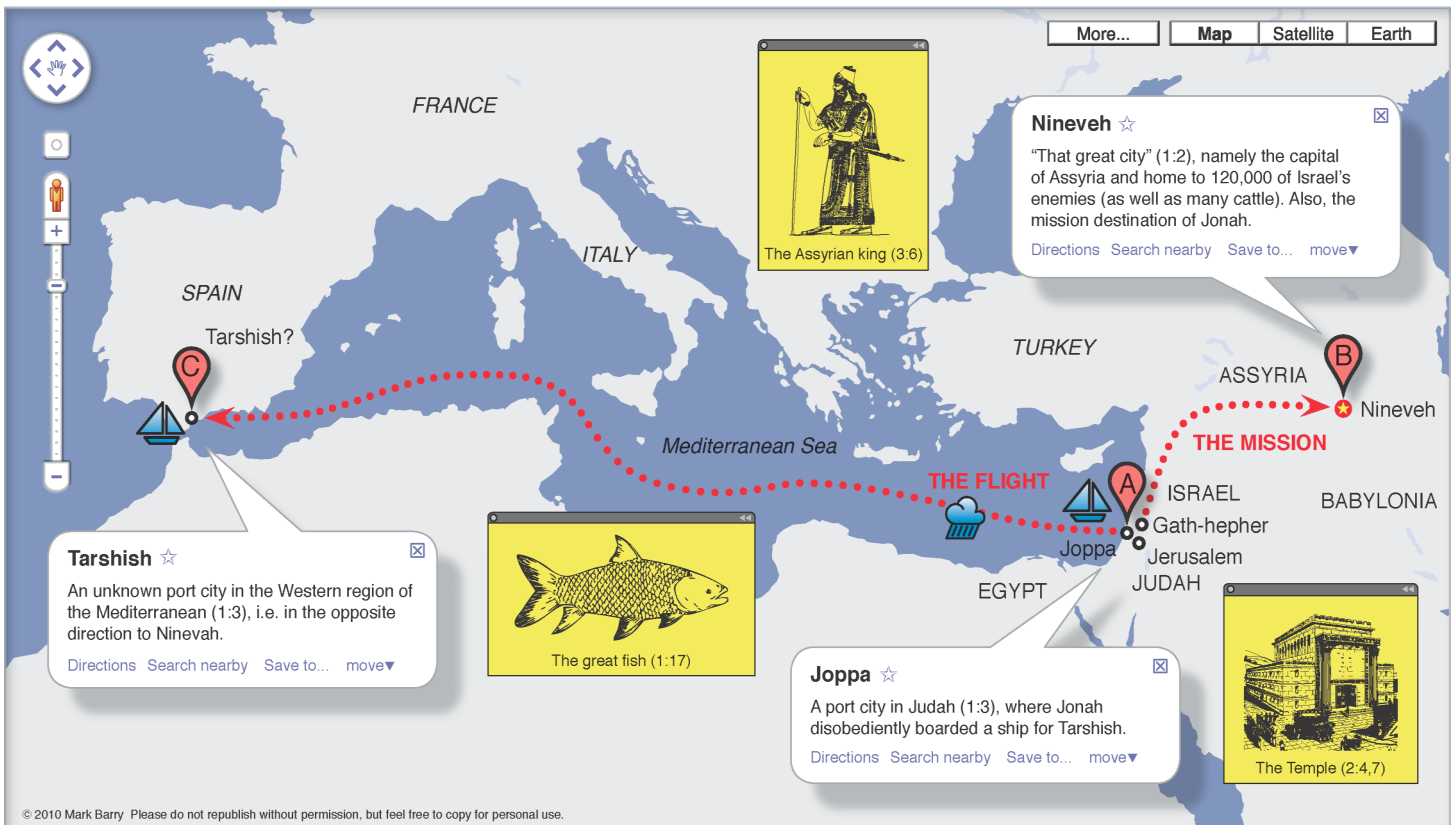 More...
Map
Satellite
Earth
FRANCE
ITALY
SPAIN
Tarshish?
C
The Assyrian king (3:6)
Nineveh ☆
“That great city” (1:2), namely the capital
of Assyria and home to 120,000 of Israel’s
enemies (as well as many cattle). Also, the
mission destination of Jonah.
Directions Search nearby Save to... move▼
TURKEY
ASSYRIA
B
Nineveh
THE MISSION
Mediterranean Sea
THE FLIGHT
A
ISRAEL
BABYLONIA
Gath-hepher
Joppa
Jerusalem
EGYPT
JUDAH
Tarshish ☆
An unknown port city in the Western region of
the Mediterranean (1:3), i.e. in the opposite
direction to Ninevah.
Directions Search nearby Save to... move▼
The great fish (1:17)
Joppa ☆
A port city in Judah (1:3), where Jonah
disobediently boarded a ship for Tarshish.
Directions Search nearby Save to... move▼
The Temple (2:4,7)
© 2010 Mark Barry Please do not republish without permission, but feel free to copy for personal use.